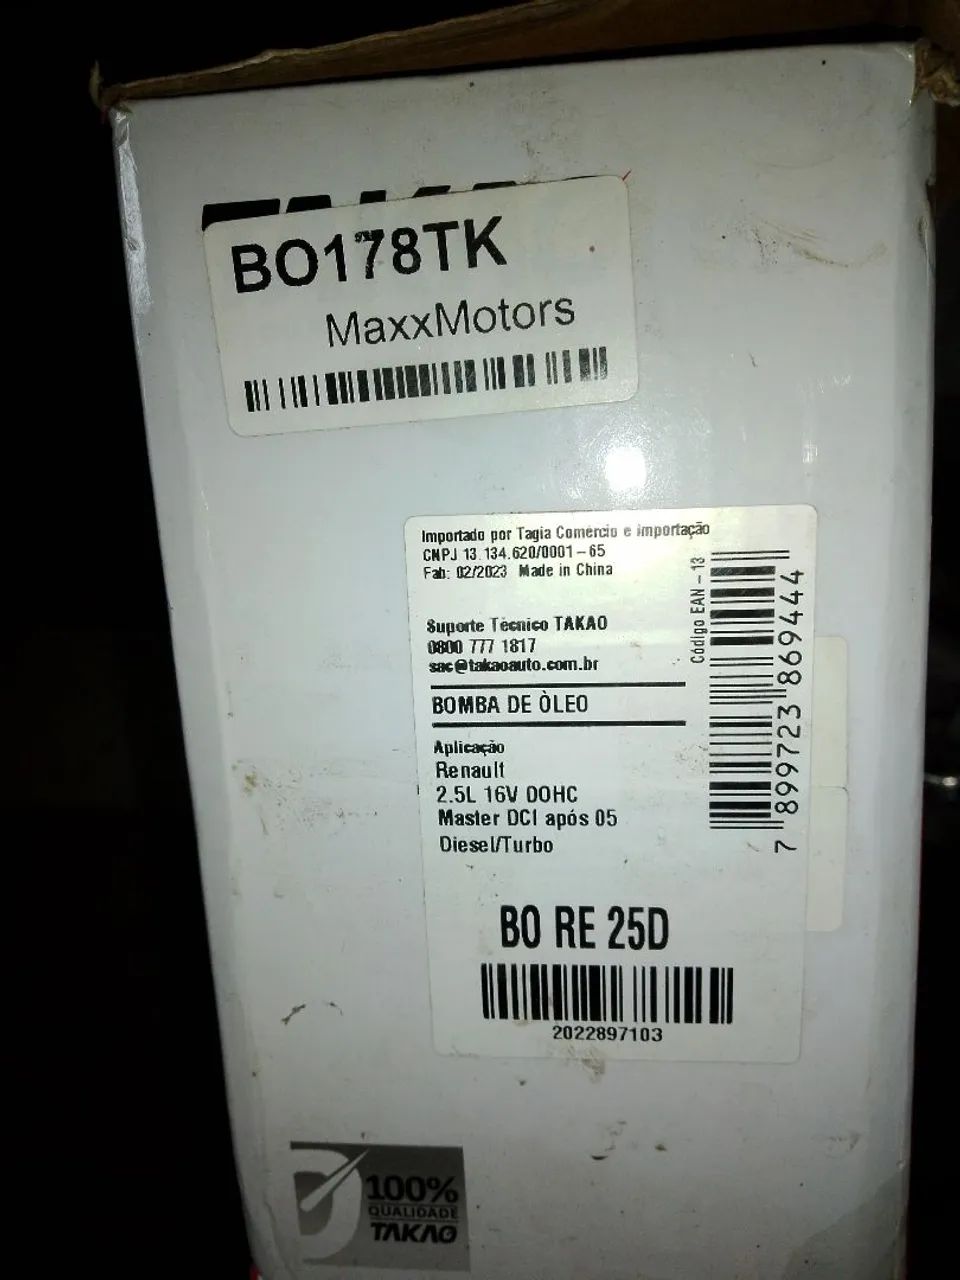 BO178TK
MaxxMotors
Importado por Tagia Comércio e importação
CNPJ 13.134.620/0001-65
Fab: 02/2023 Made in China
Suporte Técnico TAKAO
0800 777 1817
sac@takaoauto.com.br
BOMBA DE ÒLEO
Aplicação
Renault
2.5L 16V DOHC
Master DCI após 05
Diesel/Turbo
Código EAN-13
7 899723 869444
BO RE 25D
2022897103
100%
QUALIDADE
TAKAO